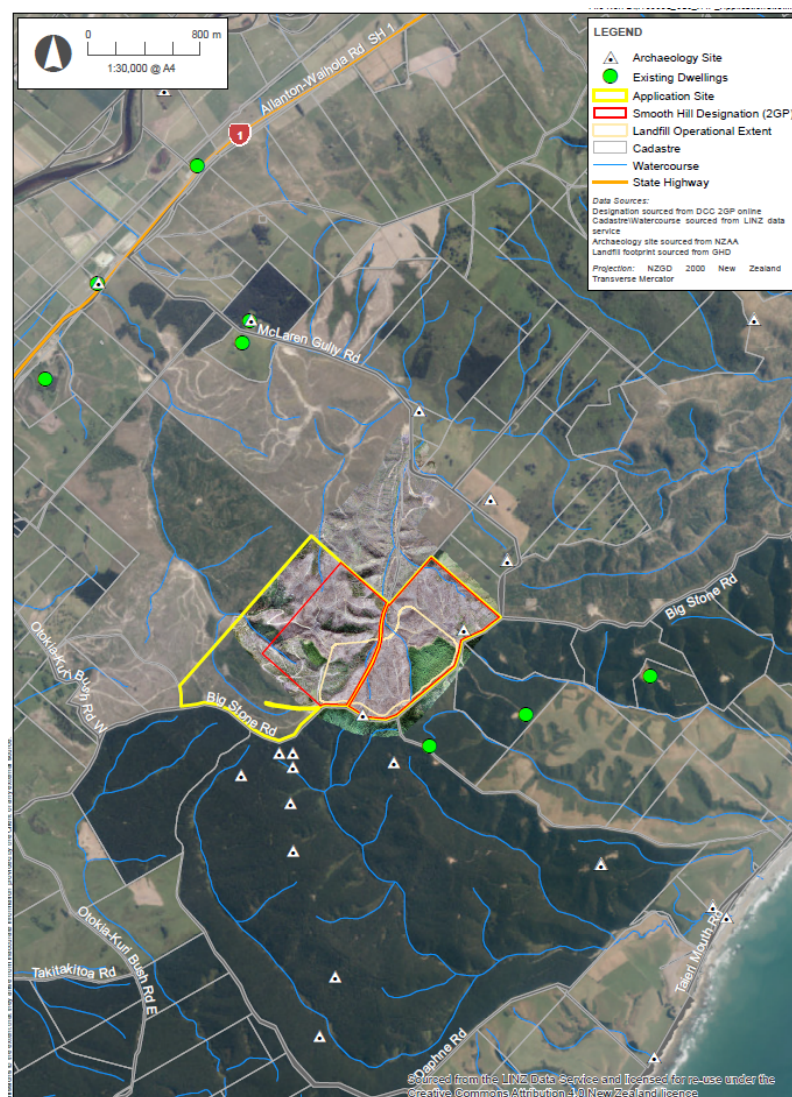 0 800 m
1:30,000 @ A4
LEGEND
Archaeology Site
Existing Dwellings
Application Site
Smooth Hill Designation (2GP)
Landfill Operational Extent
Cadastre
Watercourse
State Highway
Data Sources:
Designation sourced from DCC 2GP online
Cadastre\Watercourse sourced from LINZ data
service
Archaeology site sourced from NZAA
Landfill footprint sourced from GHD
Projection: NZGD 2000 New Zealand
Transverse Mercator
Allanton-Waihola Rd SH 1
1
McLaren Gully Rd
Big Stone Rd
Otokia-Kuri Bush Rd W
Big Stone Rd
Otokia-Kuri Bush Rd E
Takitakitoa Rd
Taieri Mouth Rd
Daphne Rd
Sourced from the LINZ Data Service and licensed for re-use under the
Creative Commons Attribution 4.0 New Zealand licence